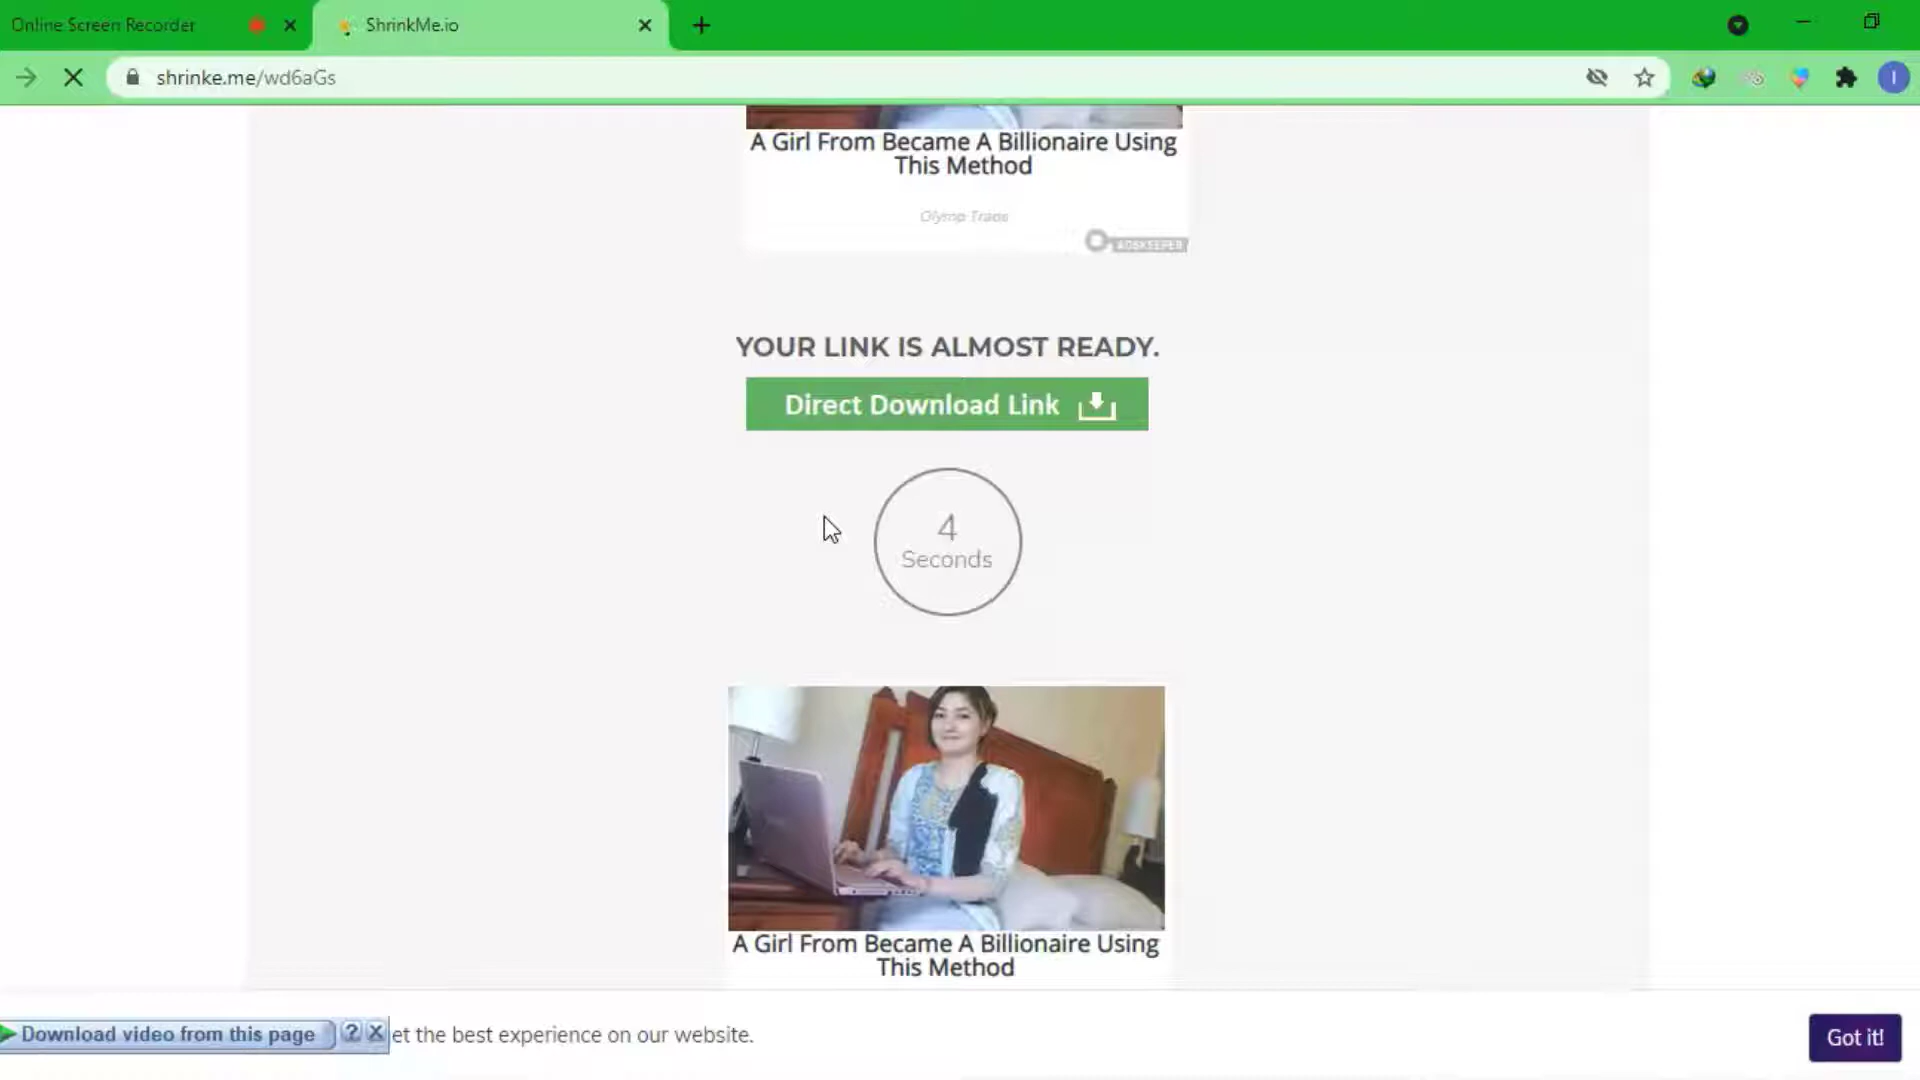 Online Screen Recorder
ShrinkMe.io
shrinke.me/wd6aGs
I
A Girl From Became A Billionaire Using
This Method
Olymp Trade
ADSKEEPER
YOUR LINK IS ALMOST READY.
Direct Download Link
4
Seconds
A Girl From Became A Billionaire Using
This Method
Download video from this page ? X
et the best experience on our website.
Got it!